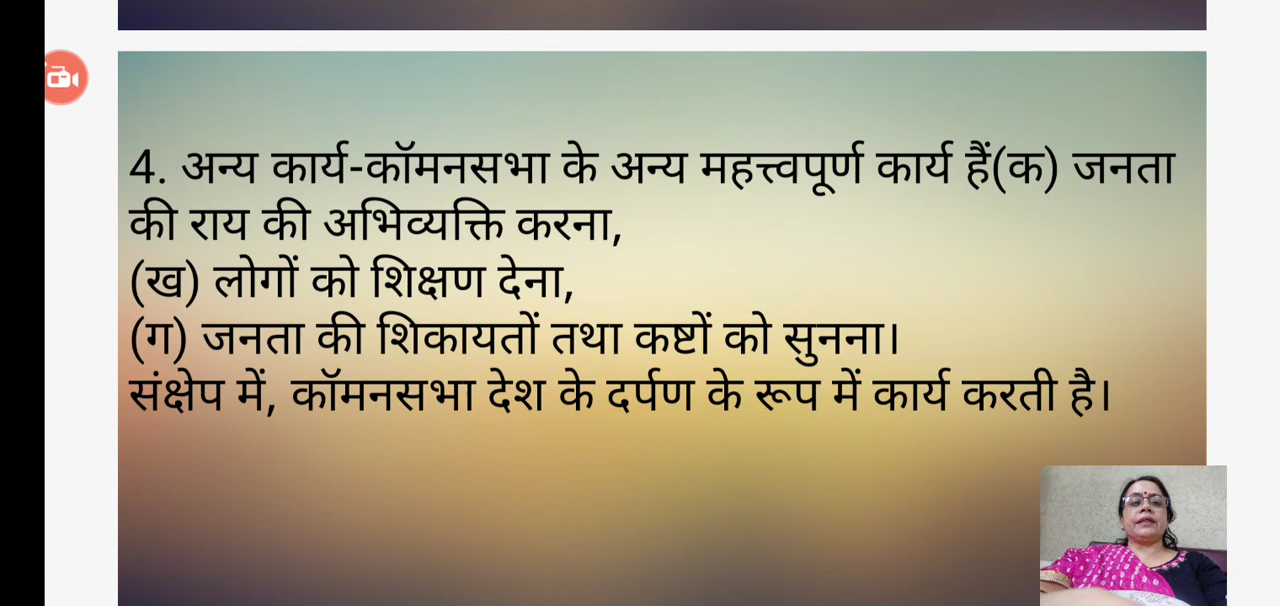 4. अन्य कार्य-कॉमनसभा के अन्य महत्त्वपूर्ण कार्य हैं(क) जनता
की राय की अभिव्यक्ति करना,
(ख) लोगों को शिक्षण देना,
(ग) जनता की शिकायतों तथा कष्टों को सुनना।
संक्षेप में, कॉमनसभा देश के दर्पण के रूप में कार्य करती है।